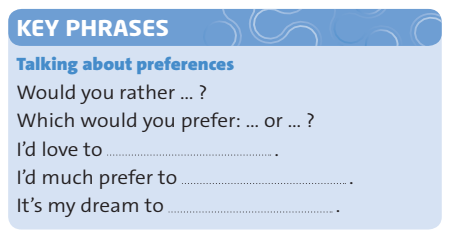 KEY PHRASES
Talking about preferences
Would you rather ... ?
Which would you prefer: ... or ... ?
I'd love to ........................................ .
I'd much prefer to ........................................ .
It's my dream to ........................................ .